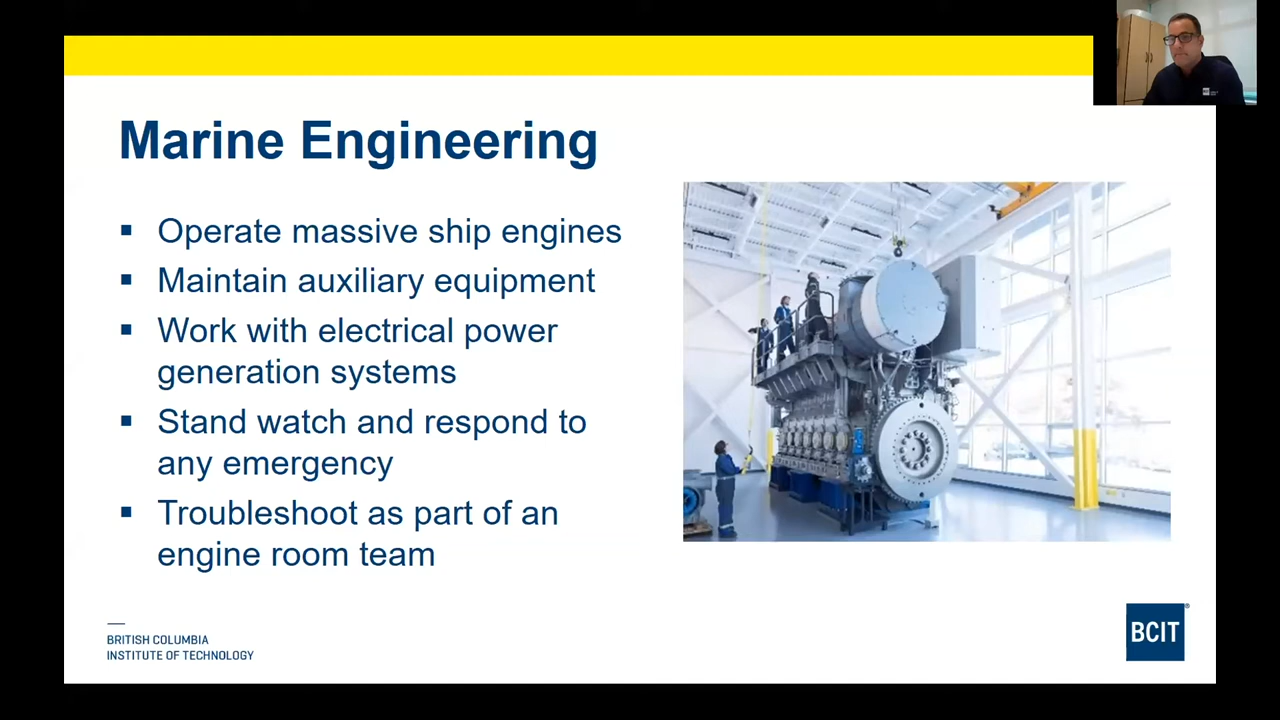 Marine Engineering
▪ Operate massive ship engines
▪ Maintain auxiliary equipment
▪ Work with electrical power
generation systems
▪ Stand watch and respond to
any emergency
▪ Troubleshoot as part of an
engine room team
BRITISH COLUMBIA
INSTITUTE OF TECHNOLOGY
BCIT®